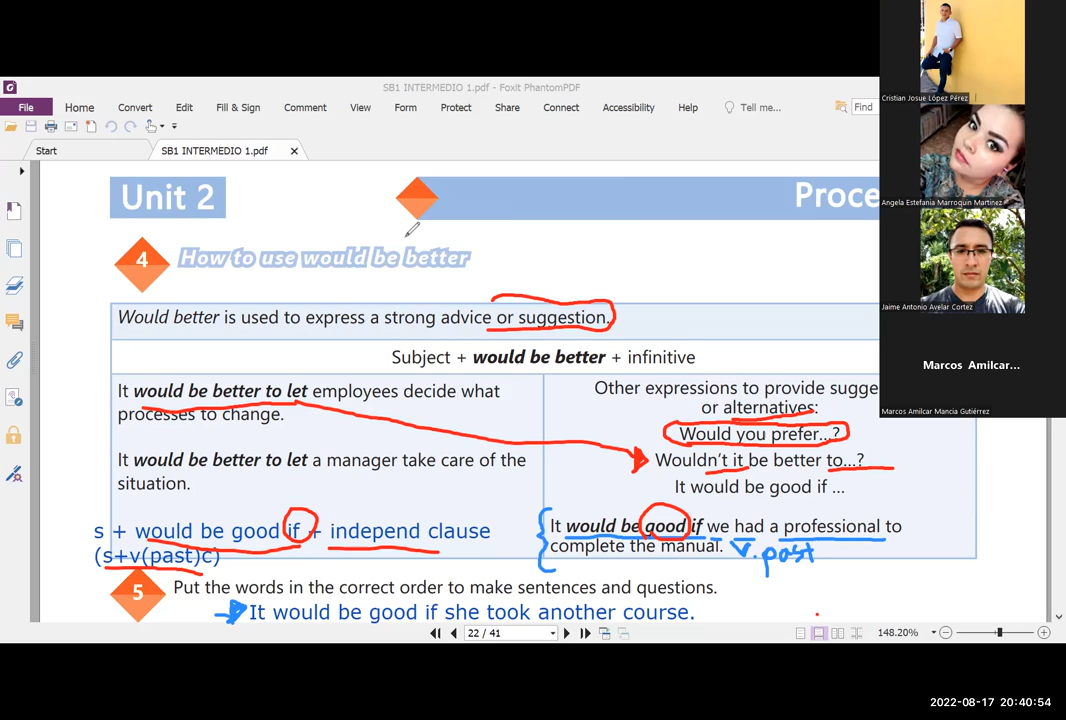 SB1 INTERMEDIO 1.pdf - Foxit PhantomPDF
File Home Convert Edit Fill & Sign Comment View Form Protect Share Connect Accessibility Help Tell me... Find
Start SB1 INTERMEDIO 1.pdf
Unit 2
Proce
4 How to use would be better
Would better is used to express a strong advice or suggestion.
Subject + would be better + infinitive
It would be better to let employees decide what
processes to change.
It would be better to let a manager take care of the
situation.
s + would be good if + independ clause
(s+v(past)c)
Other expressions to provide sugge
or alternatives:
Would you prefer...?
Wouldn't it be better to...?
It would be good if ...
It would be good if we had a professional to
complete the manual.
v. past
5 Put the words in the correct order to make sentences and questions.
It would be good if she took another course.
22 / 41
148.20%
Cristian Josue López Pérez
Angela Estefania Marroquin Martinez
Jaime Antonio Avelar Cortez
Marcos Amilcar...
Marcos Amilcar Mancia Gutiérrez
2022-08-17 20:40:54